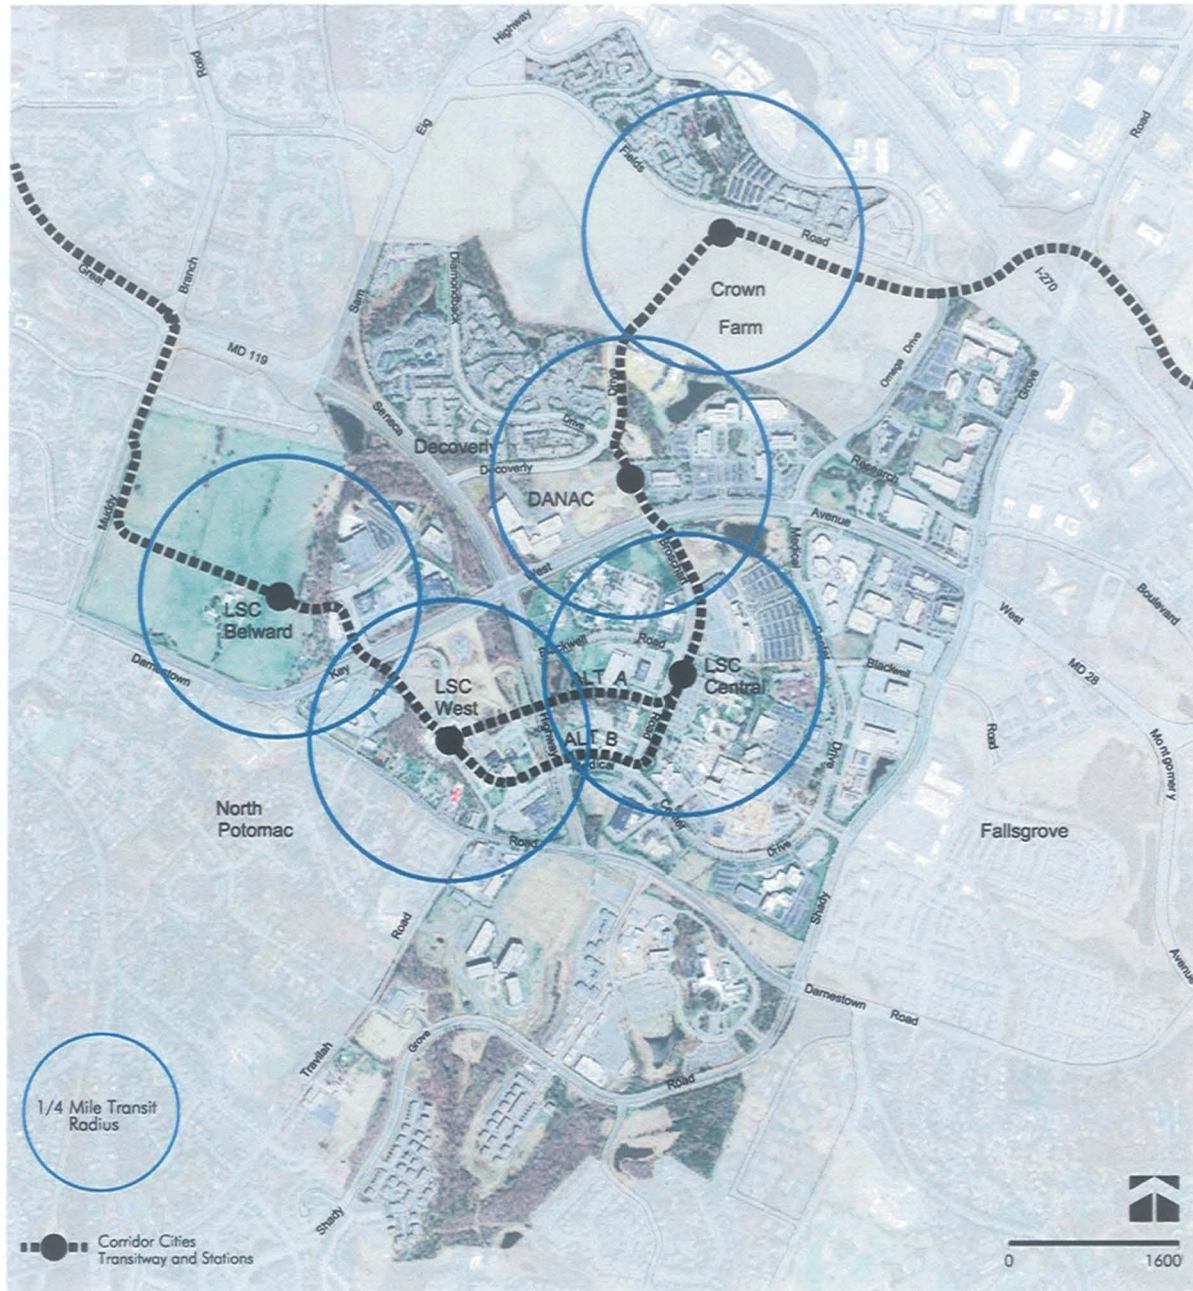 Highway
Road
Eig
Road
Fields
Road
Diamondback
Great
Branch
Sam
I-270
Crown
Farm
MD 119
Omega Drive
Drive
Grove
Seneca
Drive
Decoverly
Decoverly
Research
DANAC
Muddy
Avenue
Medical
Broschart
West
Boulevard
LSC
Belward
West
Blackwell
Road
Center
Blackwell
MD 28
Darnestown
Key
LSC
West
ALT A
LSC
Central
Highway
Road
Road
Montgomery
ALT B
Medical
Drive
North
Potomac
Center
Fallsgrove
Road
Drive
Road
Shady
Avenue
Darnestown
Road
Travilah
Grove
Road
1/4 Mile Transit
Radius
Shady
Corridor Cities
Transitway and Stations
0
1600'